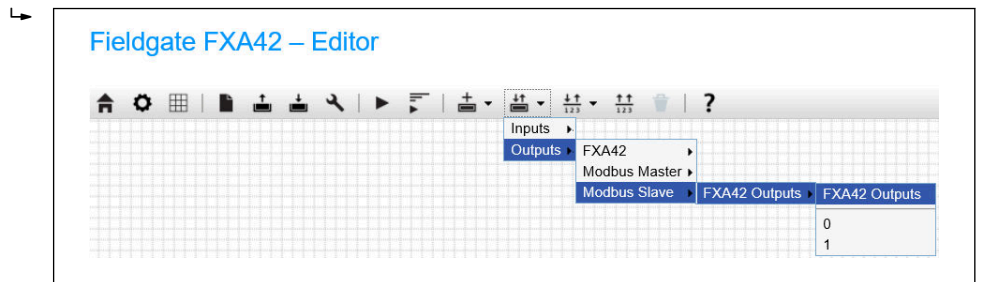 Fieldgate FXA42 – Editor
?
Inputs
Outputs FXA42
Modbus Master
Modbus Slave FXA42 Outputs FXA42 Outputs
0
1